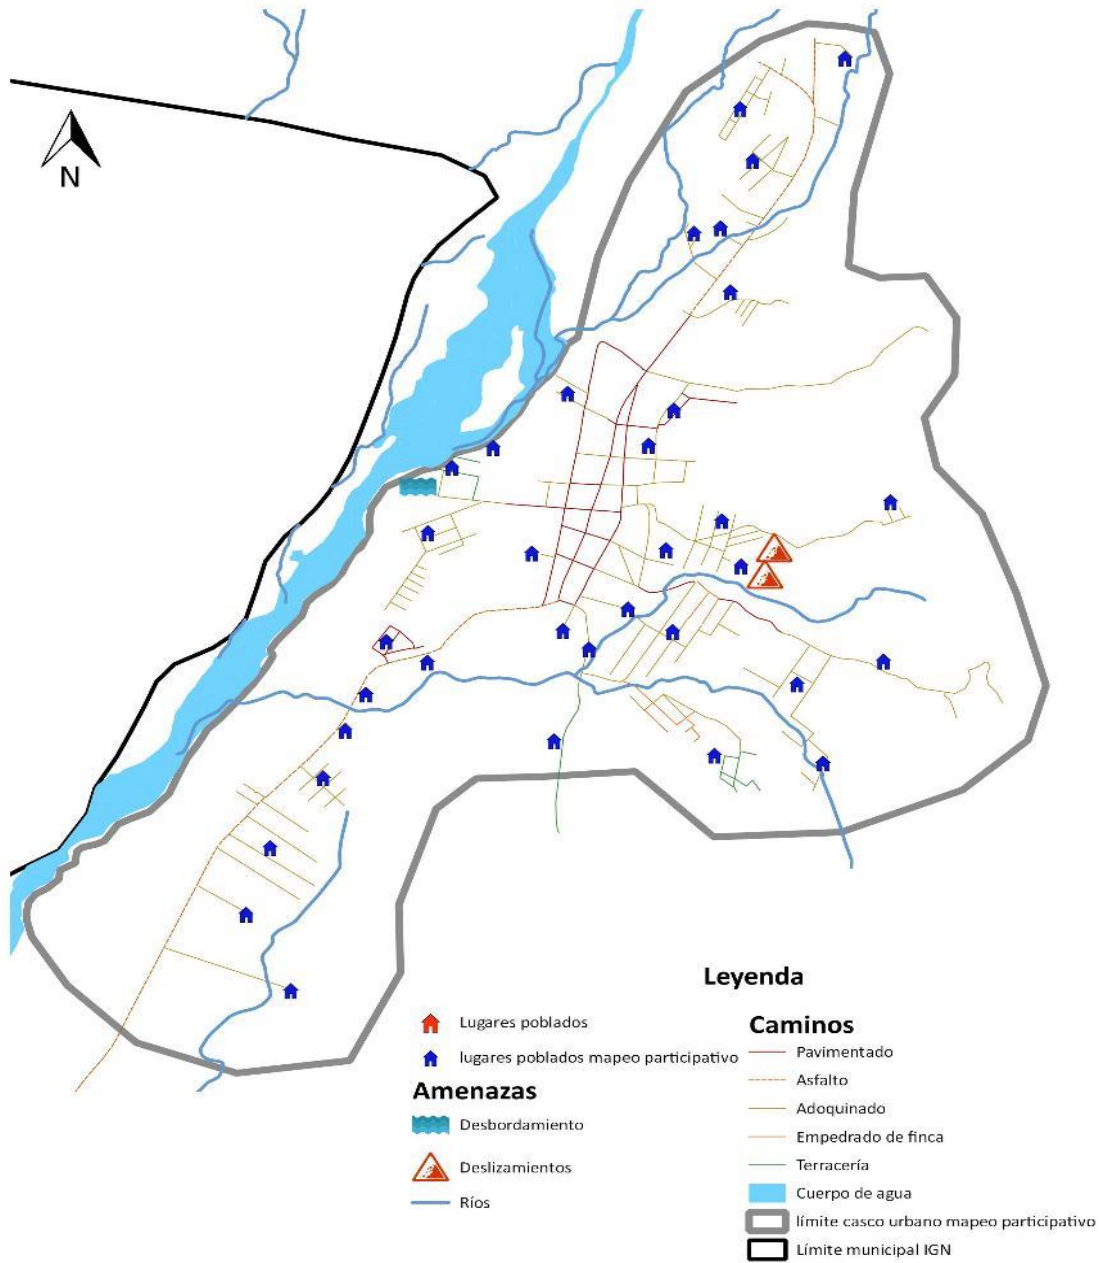 N
Leyenda
Lugares poblados
lugares poblados mapeo participativo
Amenazas
Desbordamiento
Deslizamientos
Ríos
Caminos
Pavimentado
Asfalto
Adoquinado
Empedrado de finca
Terracería
Cuerpo de agua
límite casco urbano mapeo participativo
Límite municipal IGN